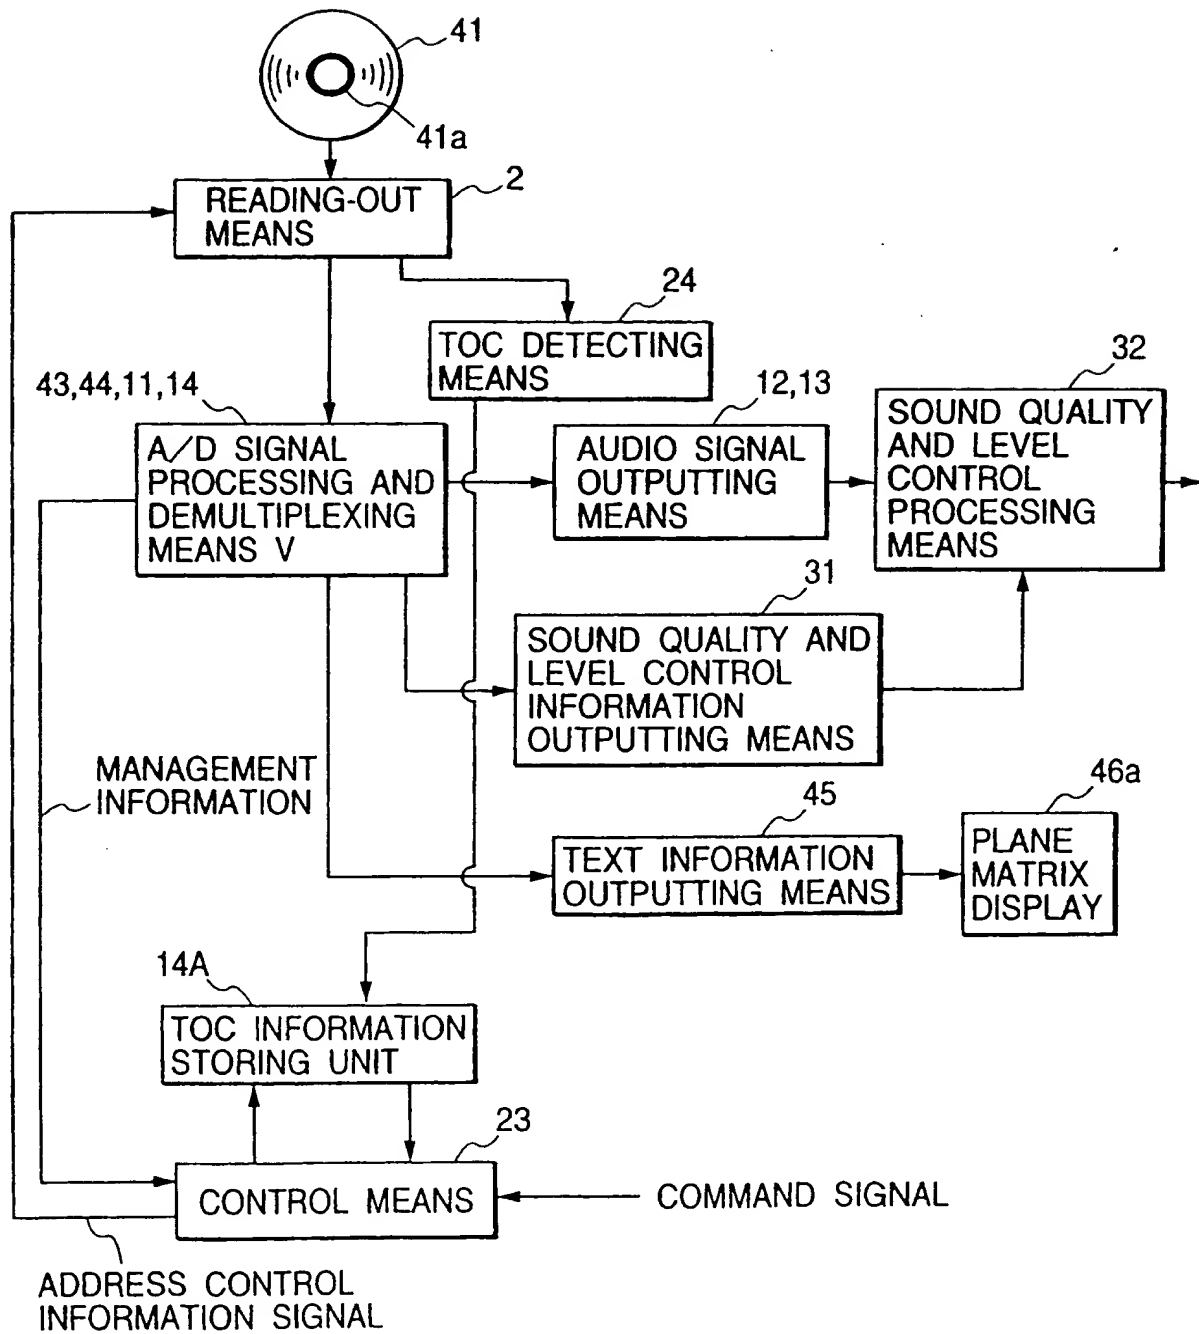 41
41a
2
READING-OUT
MEANS
24
TOC DETECTING
MEANS
43,44,11,14
A/D SIGNAL
PROCESSING AND
DEMULTIPLEXING
MEANS V
12,13
AUDIO SIGNAL
OUTPUTTING
MEANS
32
SOUND QUALITY
AND LEVEL
CONTROL
PROCESSING
MEANS
31
SOUND QUALITY AND
LEVEL CONTROL
INFORMATION
OUTPUTTING MEANS
MANAGEMENT
INFORMATION
45
TEXT INFORMATION
OUTPUTTING MEANS
46a
PLANE
MATRIX
DISPLAY
14A
TOC INFORMATION
STORING UNIT
23
CONTROL MEANS
COMMAND SIGNAL
ADDRESS CONTROL
INFORMATION SIGNAL